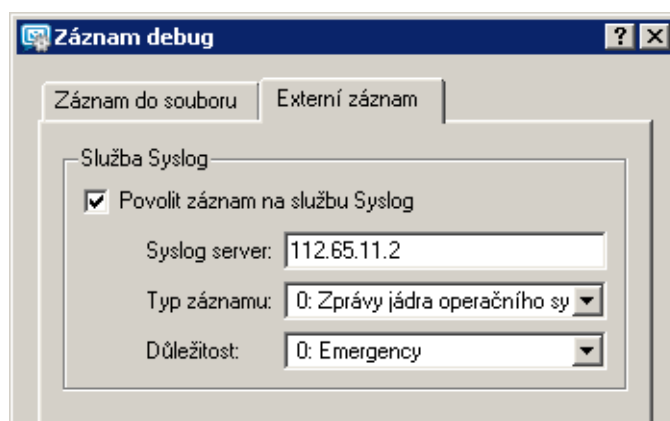 Záznam debug
Záznam do souboru
Externí záznam
Služba Syslog
Povolit záznam na službu Syslog
Syslog server: 112.65.11.2
Typ záznamu: 0: Zprávy jádra operačního sy
Důležitost: 0: Emergency